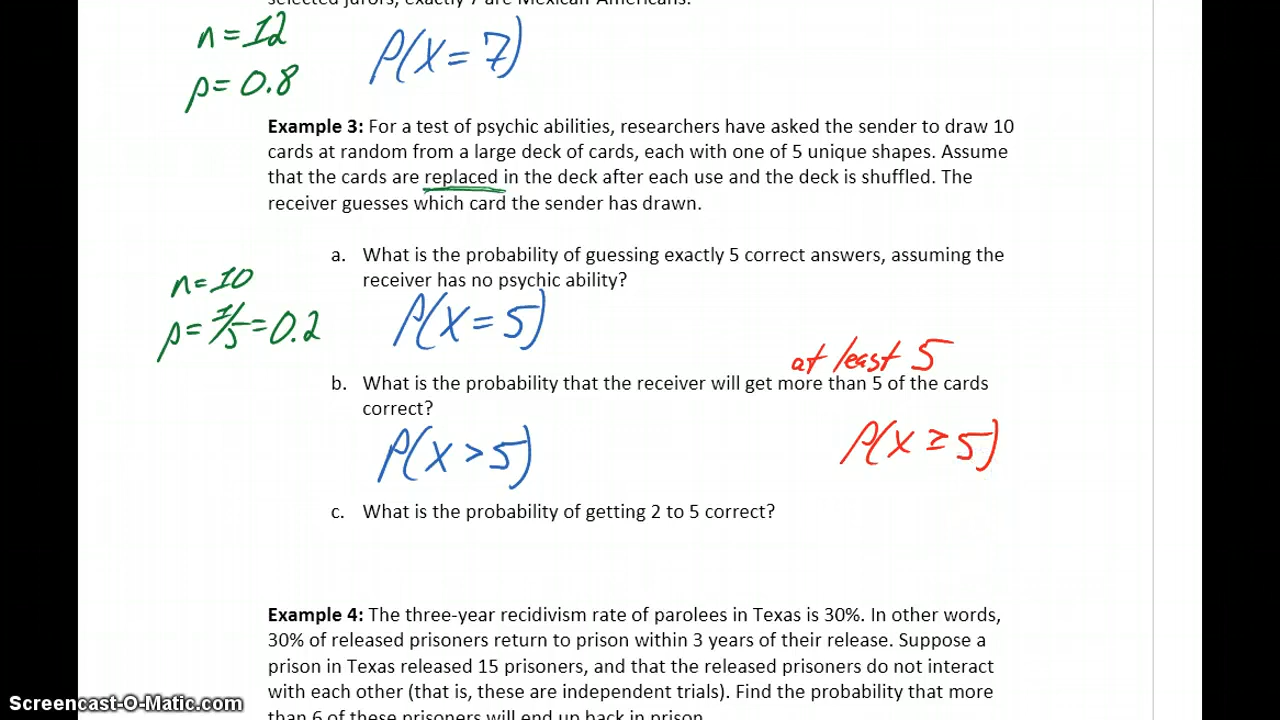 selected jurors, exactly 7 are Mexican-Americans.
n = 12
p = 0.8
P(X = 7)
Example 3: For a test of psychic abilities, researchers have asked the sender to draw 10
cards at random from a large deck of cards, each with one of 5 unique shapes. Assume
that the cards are replaced in the deck after each use and the deck is shuffled. The
receiver guesses which card the sender has drawn.
a. What is the probability of guessing exactly 5 correct answers, assuming the
receiver has no psychic ability?
n = 10
p = 1/5 = 0.2
P(X = 5)
at least 5
b. What is the probability that the receiver will get more than 5 of the cards
correct?
P(X > 5)
P(X ≥ 5)
c. What is the probability of getting 2 to 5 correct?
Example 4: The three-year recidivism rate of parolees in Texas is 30%. In other words,
30% of released prisoners return to prison within 3 years of their release. Suppose a
prison in Texas released 15 prisoners, and that the released prisoners do not interact
with each other (that is, these are independent trials). Find the probability that more
than 6 of these prisoners will end up back in prison.
Screencast-O-Matic.com